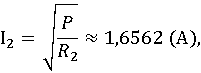 I₂ = √(P/R₂) ≈ 1,6562 (A),